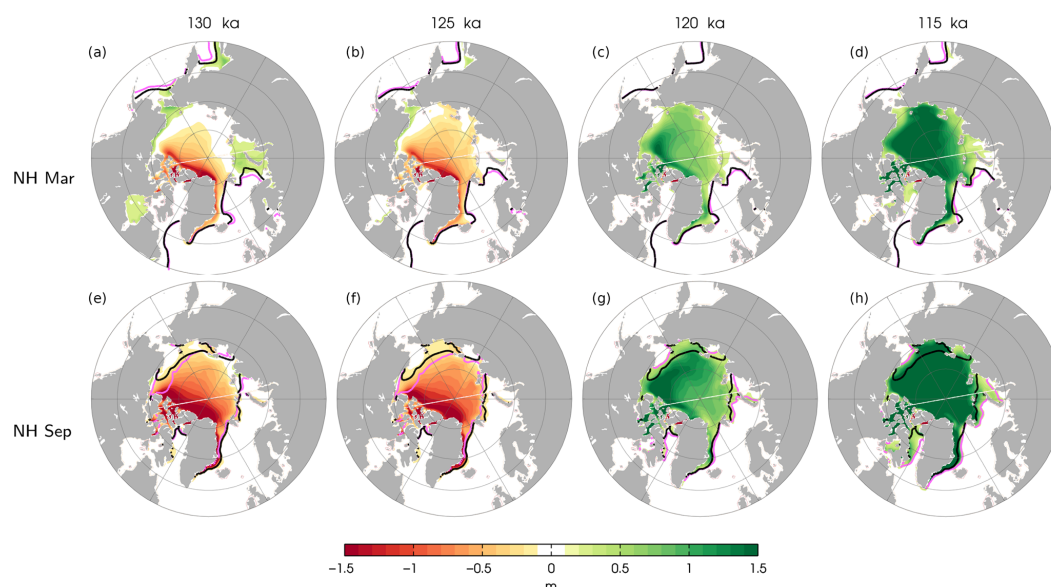 130 ka 125 ka 120 ka 115 ka
(a) (b) (c) (d)
NH Mar
(e) (f) (g) (h)
NH Sep
−1.5 −1 −0.5 0 0.5 1 1.5
m